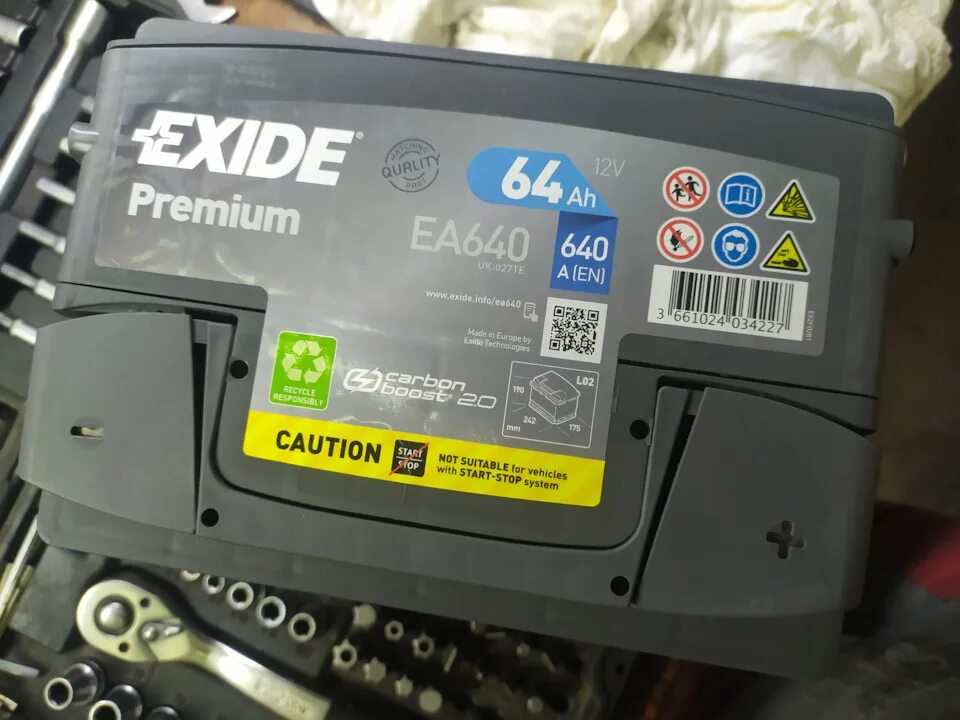 EXIDE®
Premium
MATCHING
QUALITY
PART
64 Ah
12V
EA640
UK:027TE
640
A (EN)
www.exide.info/ea640
Made in Europe by
Exide Technologies
3 661024 034227
RECYCLE
RESPONSIBLY
carbon
boost 2.0
L02
190
242
175
mm
CAUTION
START
STOP
NOT SUITABLE for vehicles
with START-STOP system